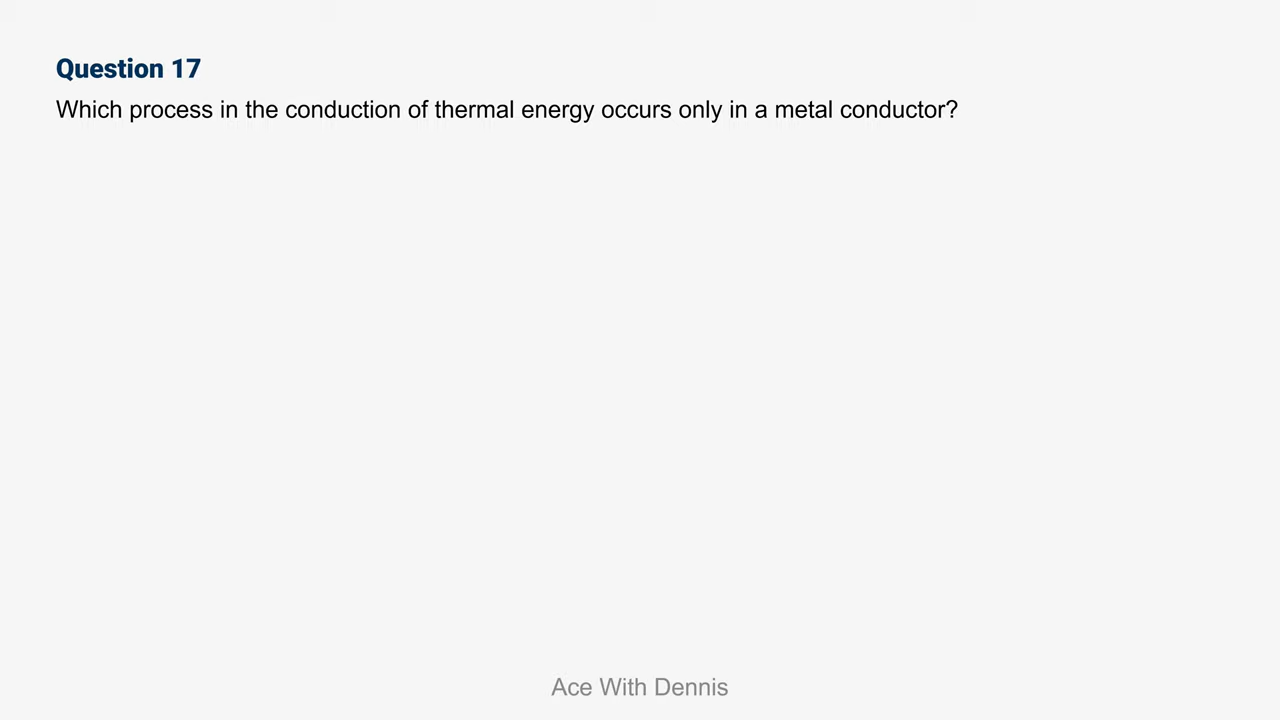 Question 17
Which process in the conduction of thermal energy occurs only in a metal conductor?
Ace With Dennis